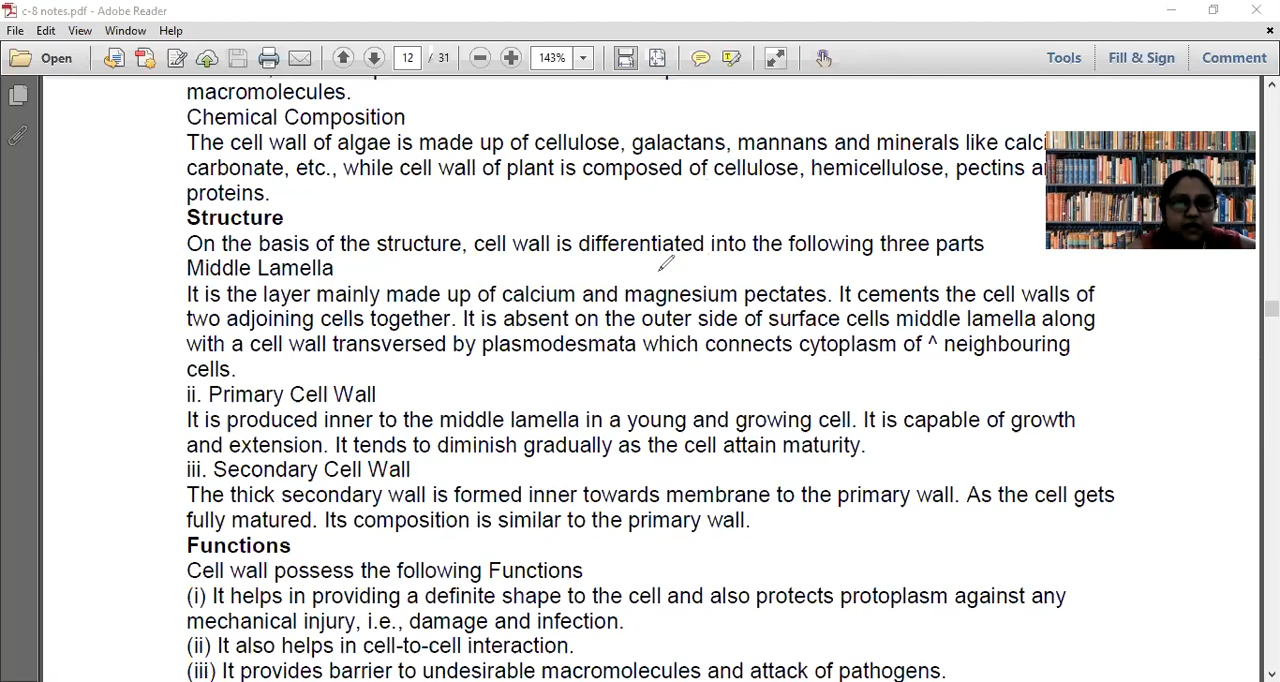 c-8 notes.pdf - Adobe Reader
File Edit View Window Help
Open 12 / 31 143% Tools Fill & Sign Comment
macromolecules.
Chemical Composition
The cell wall of algae is made up of cellulose, galactans, mannans and minerals like calci
carbonate, etc., while cell wall of plant is composed of cellulose, hemicellulose, pectins a
proteins.
Structure
On the basis of the structure, cell wall is differentiated into the following three parts
Middle Lamella
It is the layer mainly made up of calcium and magnesium pectates. It cements the cell walls of
two adjoining cells together. It is absent on the outer side of surface cells middle lamella along
with a cell wall transversed by plasmodesmata which connects cytoplasm of ^ neighbouring
cells.
ii. Primary Cell Wall
It is produced inner to the middle lamella in a young and growing cell. It is capable of growth
and extension. It tends to diminish gradually as the cell attain maturity.
iii. Secondary Cell Wall
The thick secondary wall is formed inner towards membrane to the primary wall. As the cell gets
fully matured. Its composition is similar to the primary wall.
Functions
Cell wall possess the following Functions
(i) It helps in providing a definite shape to the cell and also protects protoplasm against any
mechanical injury, i.e., damage and infection.
(ii) It also helps in cell-to-cell interaction.
(iii) It provides barrier to undesirable macromolecules and attack of pathogens.